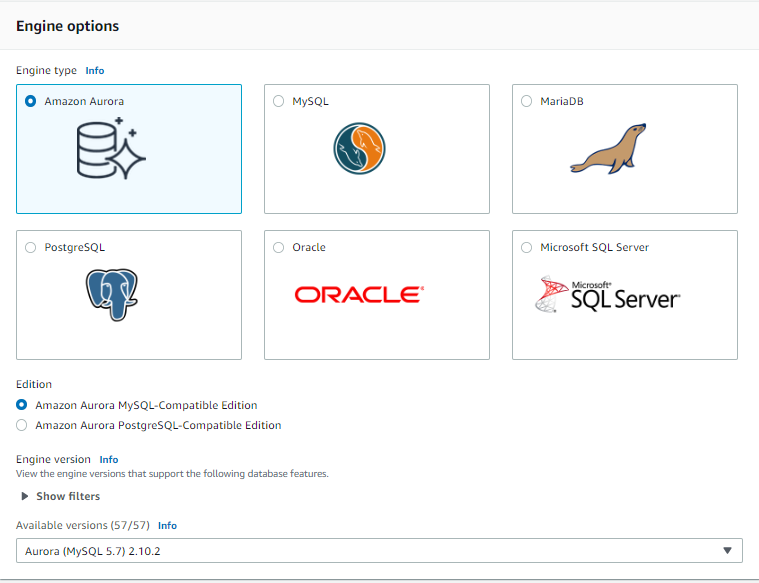 Engine options
Engine type Info
Amazon Aurora
MySQL
MariaDB
PostgreSQL
Oracle
Microsoft SQL Server
ORACLE®
Microsoft®
SQL Server®
Edition
Amazon Aurora MySQL-Compatible Edition
Amazon Aurora PostgreSQL-Compatible Edition
Engine version Info
View the engine versions that support the following database features.
Show filters
Available versions (57/57) Info
Aurora (MySQL 5.7) 2.10.2